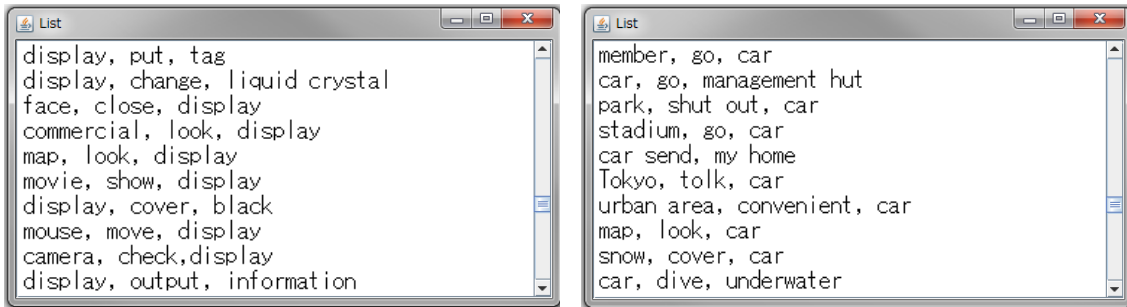 List
display, put, tag
display, change, liquid crystal
face, close, display
commercial, look, display
map, look, display
movie, show, display
display, cover, black
mouse, move, display
camera, check,display
display, output, information
List
member, go, car
car, go, management hut
park, shut out, car
stadium, go, car
car send, my home
Tokyo, tolk, car
urban area, convenient, car
map, look, car
snow, cover, car
car, dive, underwater